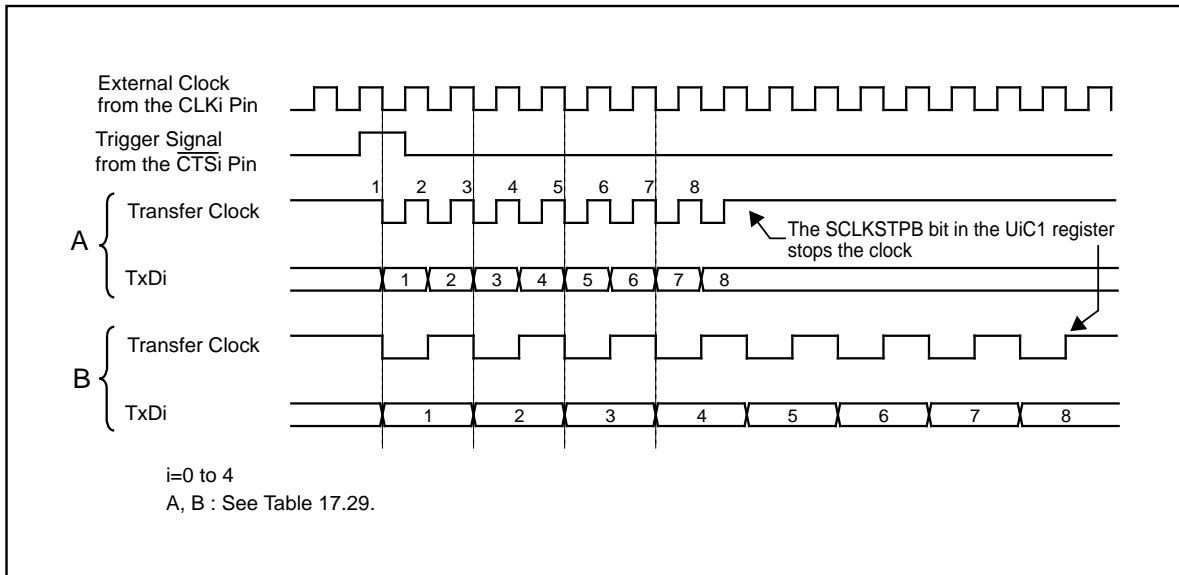 External Clock
from the CLKi Pin
Trigger Signal
from the CTSi Pin
1 2 3 4 5 6 7 8
A
Transfer Clock
The SCLKSTPB bit in the UiC1 register
stops the clock
TxDi
1 2 3 4 5 6 7 8
B
Transfer Clock
TxDi
1 2 3 4 5 6 7 8
i=0 to 4
A, B : See Table 17.29.